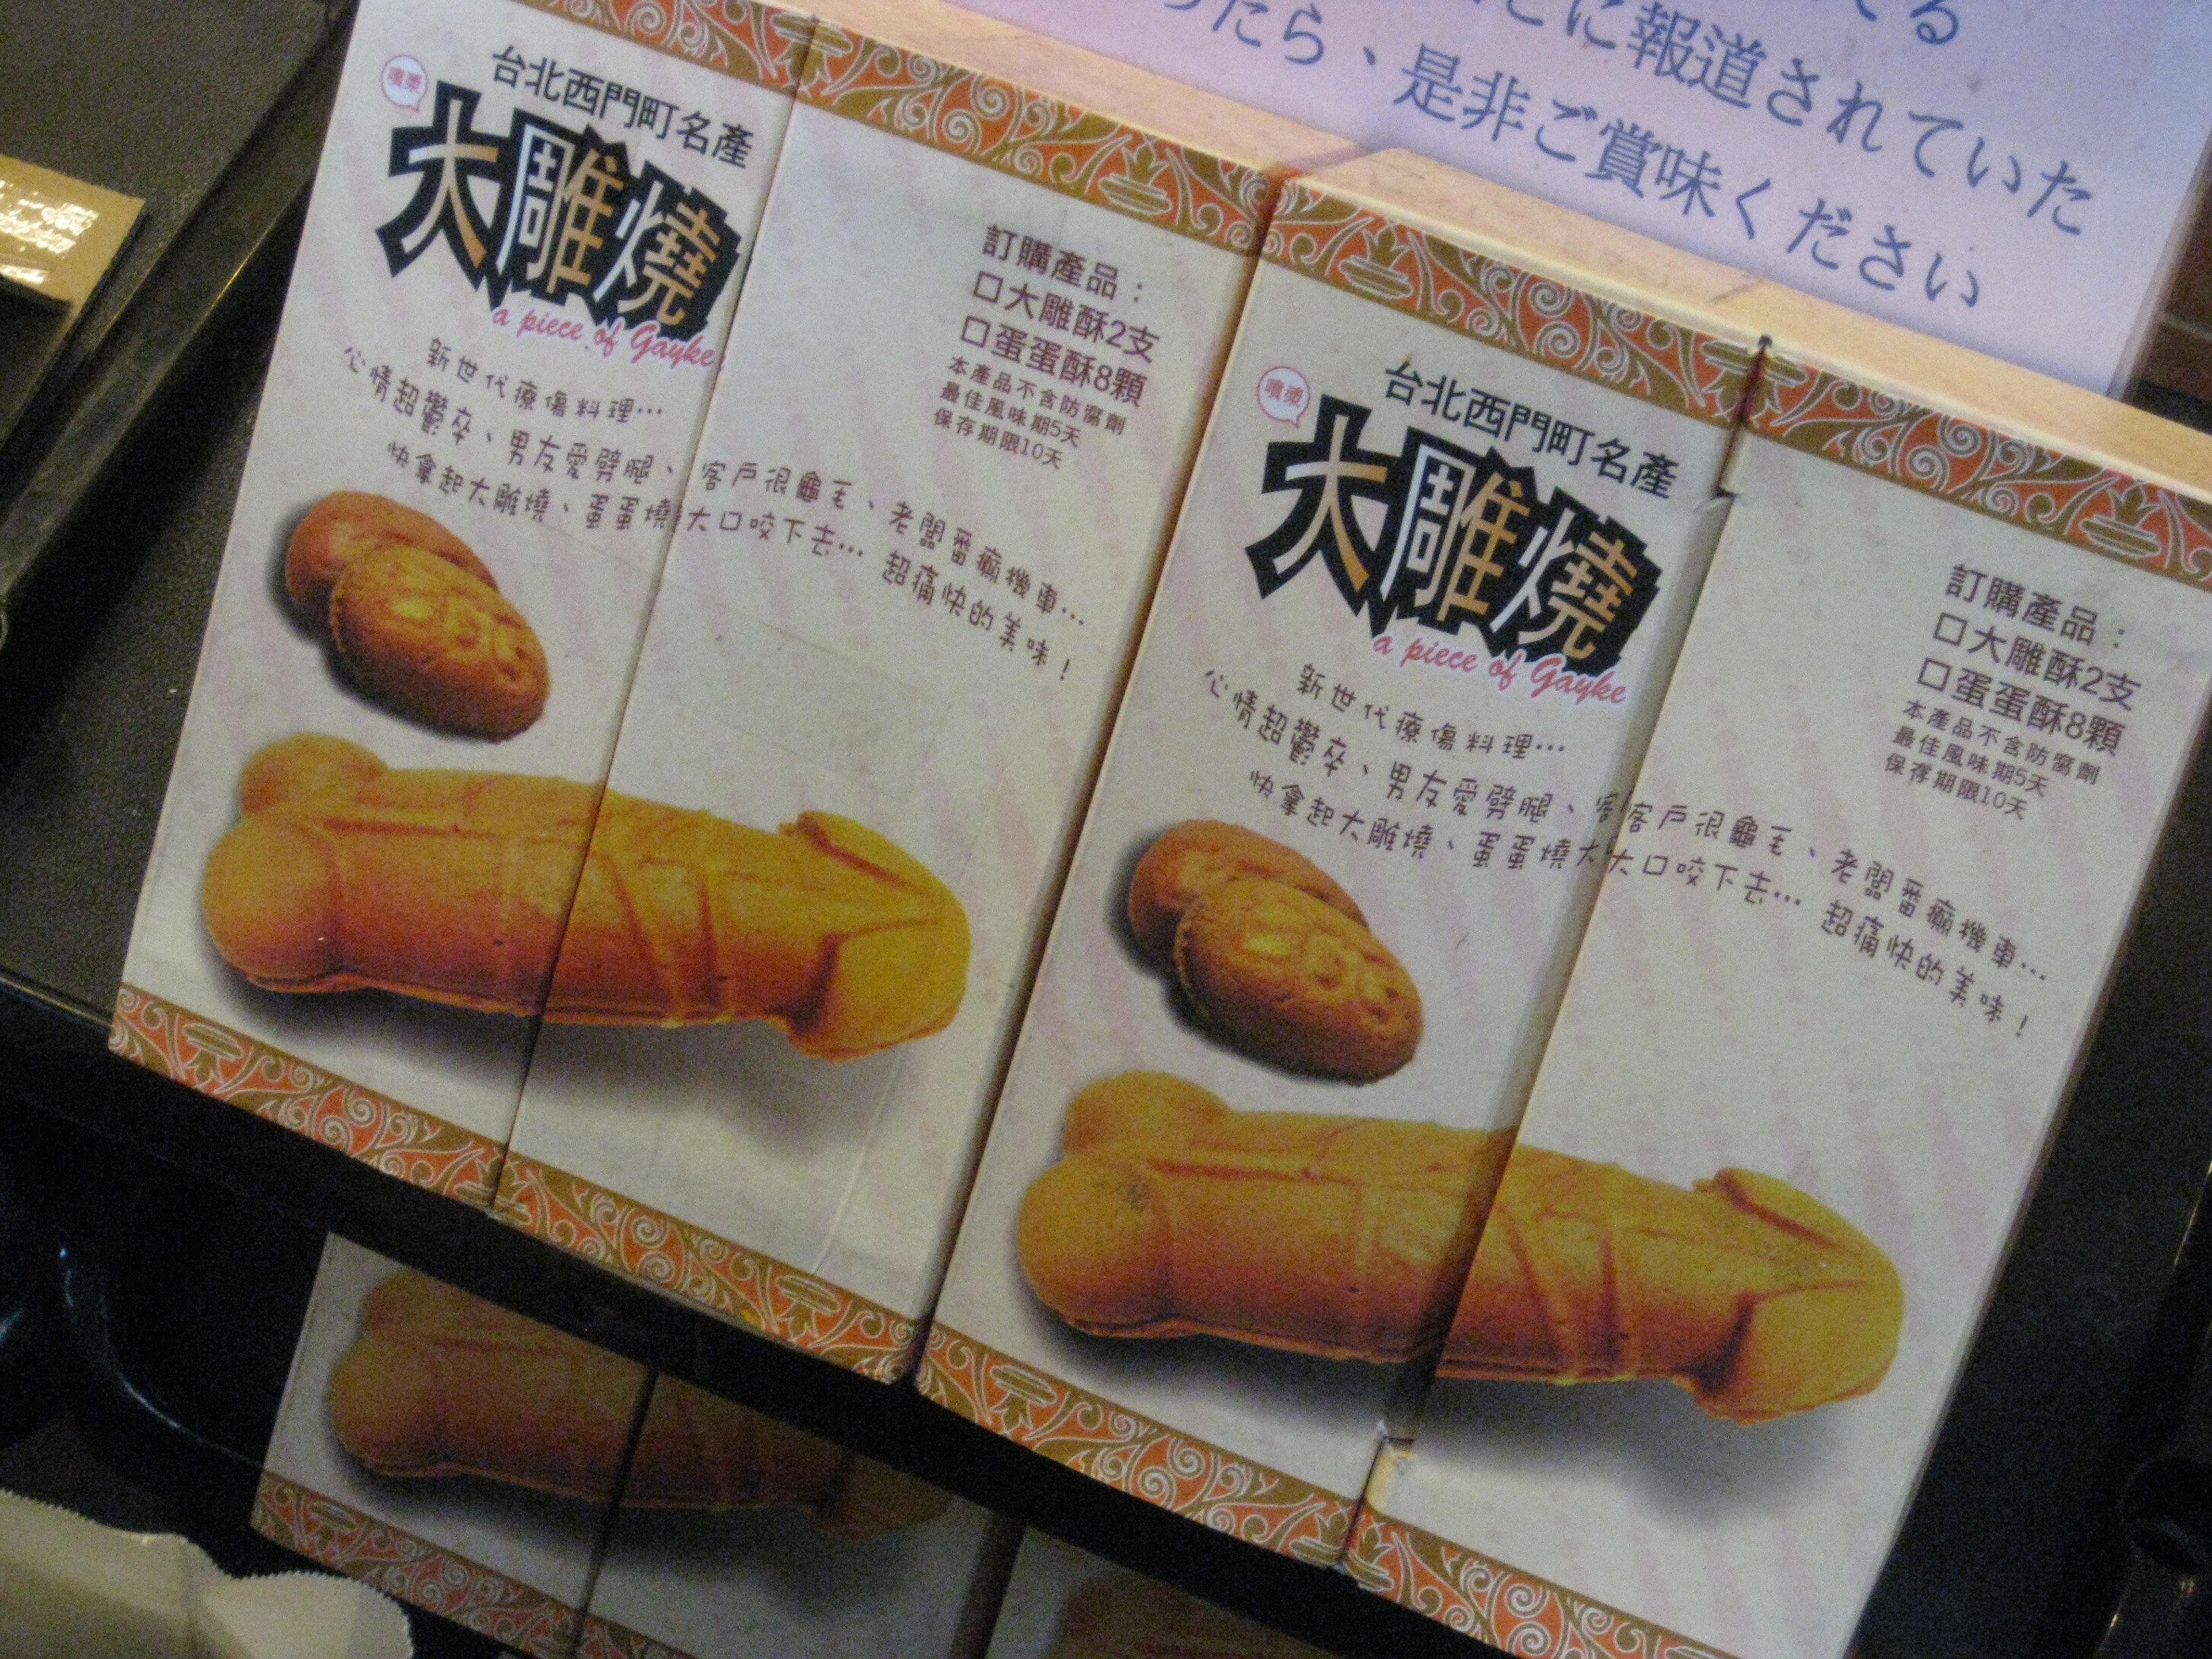 てる
こに報道されていた
ったら、是非ご賞味ください
台北西門町名產
噴漿
大雕燒
a piece of Gayke
新世代療傷料理…
心情超鬱卒、男友愛劈腿、客戶很龜毛、老闆番癲機車…
快拿起大雕燒、蛋蛋燒大口咬下去… 超痛快的美味!
訂購產品:
□大雕酥2支
□蛋蛋酥8顆
本產品不含防腐劑
最佳風味期5天
保存期限10天
台北西門町名產
噴漿
大雕燒
a piece of Gayke
新世代療傷料理…
心情超鬱卒、男友愛劈腿、客客戶很龜毛、老闆番癲機車…
快拿起大雕燒、蛋蛋燒大大口咬下去… 超痛快的美味!
訂購產品:
□大雕酥2支
□蛋蛋酥8顆
本產品不含防腐劑
最佳風味期5天
保存期限10天